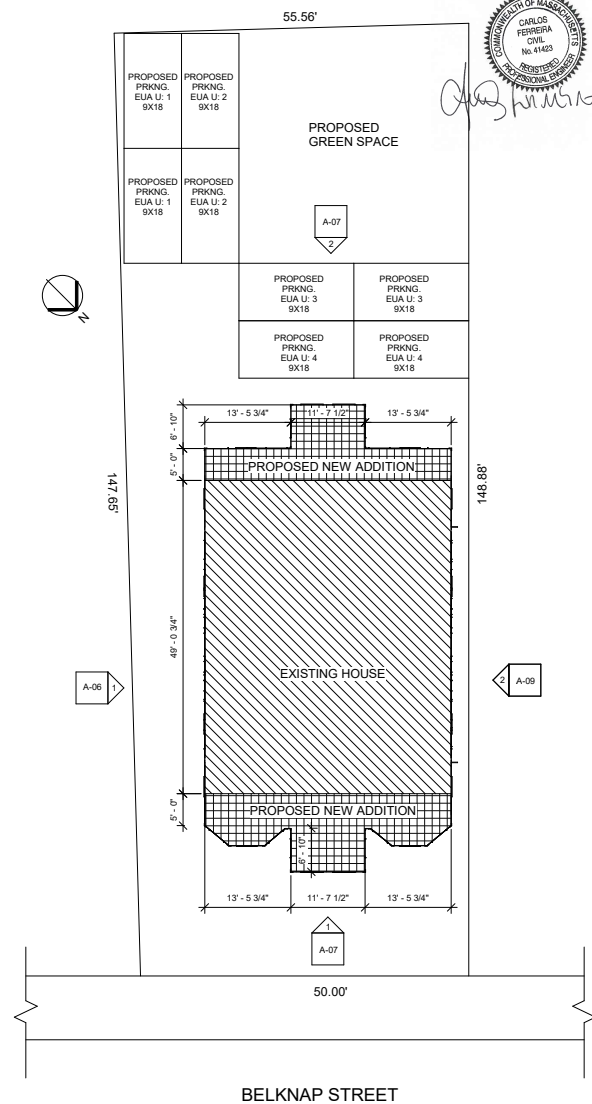 55.56'
COMMONWEALTH OF MASSACHUSETTS
CARLOS
FERREIRA
CIVIL
No. 41423
REGISTERED
PROFESSIONAL ENGINEER
PROPOSED
PRKNG.
EUA U: 1
9X18
PROPOSED
PRKNG.
EUA U: 2
9X18
PROPOSED
GREEN SPACE
PROPOSED
PRKNG.
EUA U: 1
9X18
PROPOSED
PRKNG.
EUA U: 2
9X18
A-07
2
PROPOSED
PRKNG.
EUA U: 3
9X18
PROPOSED
PRKNG.
EUA U: 3
9X18
N
PROPOSED
PRKNG.
EUA U: 4
9X18
PROPOSED
PRKNG.
EUA U: 4
9X18
6' - 10"
13' - 5 3/4"
11' - 7 1/2"
13' - 5 3/4"
5' - 0"
PROPOSED NEW ADDITION
147.65'
148.88'
49' - 0 3/4"
EXISTING HOUSE
A-06
1
2
A-09
5' - 0"
PROPOSED NEW ADDITION
6' - 10"
13' - 5 3/4"
11' - 7 1/2"
13' - 5 3/4"
1
A-07
50.00'
BELKNAP STREET